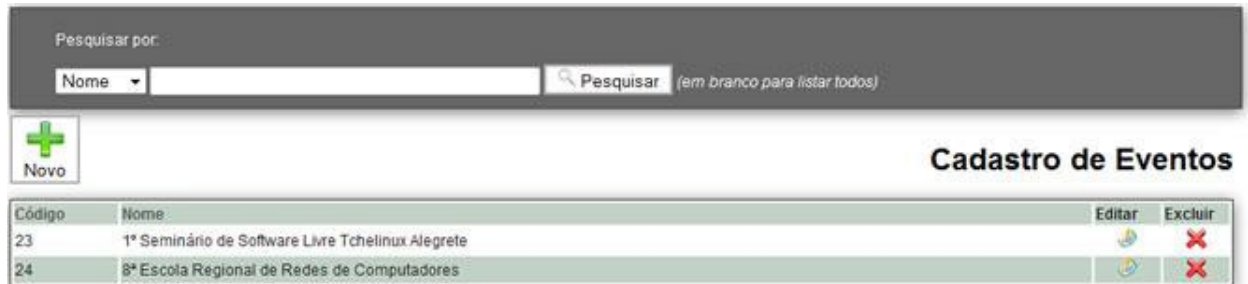 Pesquisar por:
Nome Pesquisar (em branco para listar todos)
Novo
Cadastro de Eventos
Código Nome Editar Excluir
23 1º Seminário de Software Livre Tchelinux Alegrete
24 8ª Escola Regional de Redes de Computadores